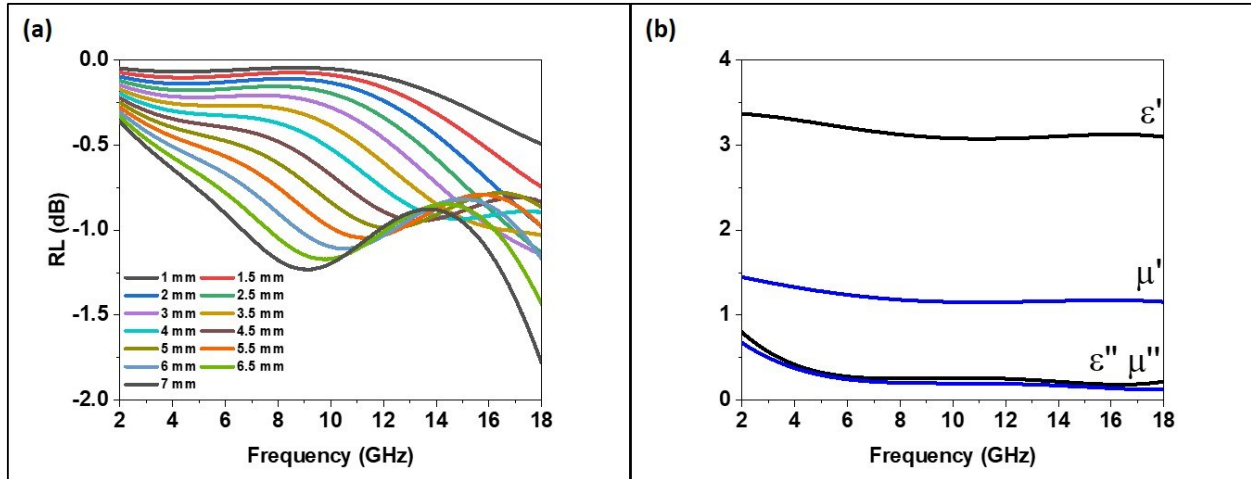 (a)
0.0
-0.5
-1.0
-1.5
-2.0
RL (dB)
1 mm 1.5 mm
2 mm 2.5 mm
3 mm 3.5 mm
4 mm 4.5 mm
5 mm 5.5 mm
6 mm 6.5 mm
7 mm
2 4 6 8 10 12 14 16 18
Frequency (GHz)
(b)
4
3
2
1
0
ε'
μ'
ε" μ"
2 4 6 8 10 12 14 16 18
Frequency (GHz)